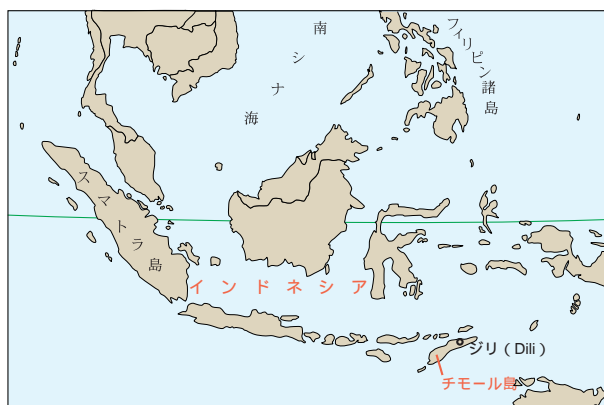 南シナ海
フィリピン諸島
スマトラ島
インドネシア
ジリ（Dili）
チモール島